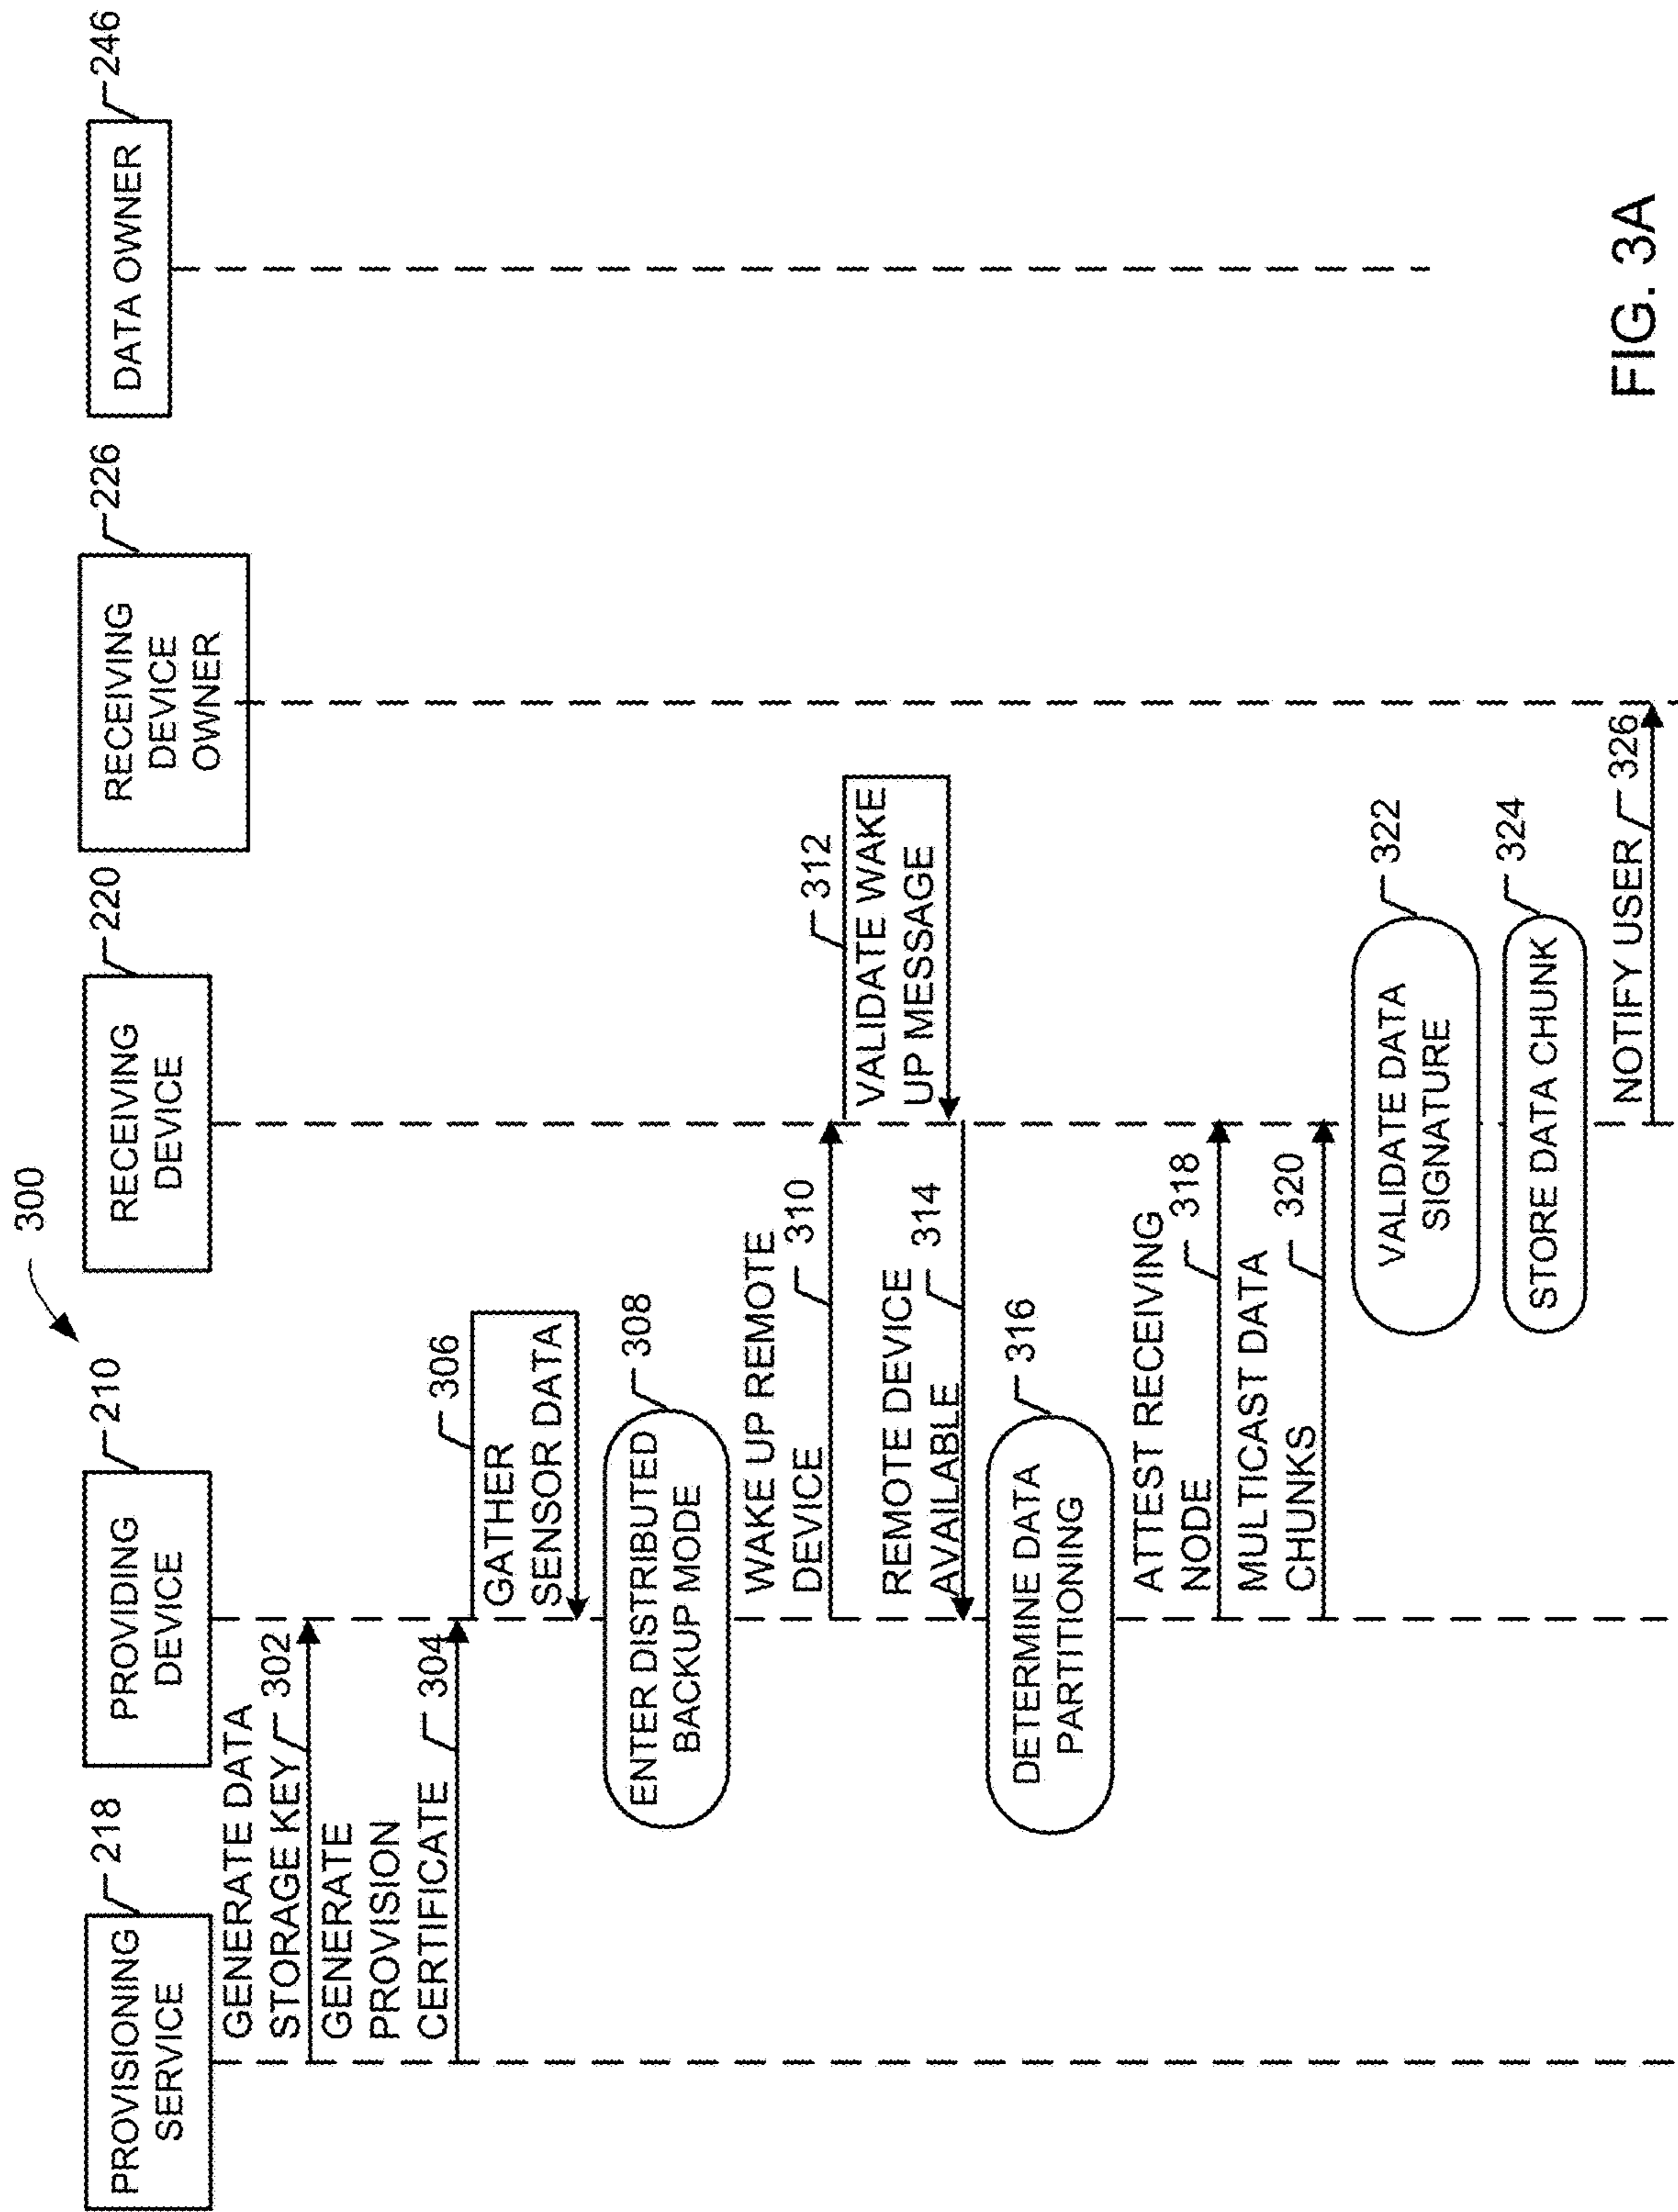 300
PROVISIONING
SERVICE
218
PROVIDING
DEVICE
210
RECEIVING
DEVICE
220
RECEIVING
DEVICE
OWNER
226
DATA OWNER
246
GENERATE DATA
STORAGE KEY
302
GENERATE
PROVISION
CERTIFICATE
304
GATHER
SENSOR DATA
306
ENTER DISTRIBUTED
BACKUP MODE
308
WAKE UP REMOTE
DEVICE
310
VALIDATE WAKE
UP MESSAGE
312
REMOTE DEVICE
AVAILABLE
314
DETERMINE DATA
PARTITIONING
316
ATTEST RECEIVING
NODE
318
MULTICAST DATA
CHUNKS
320
VALIDATE DATA
SIGNATURE
322
STORE DATA CHUNK
324
NOTIFY USER
326
FIG. 3A